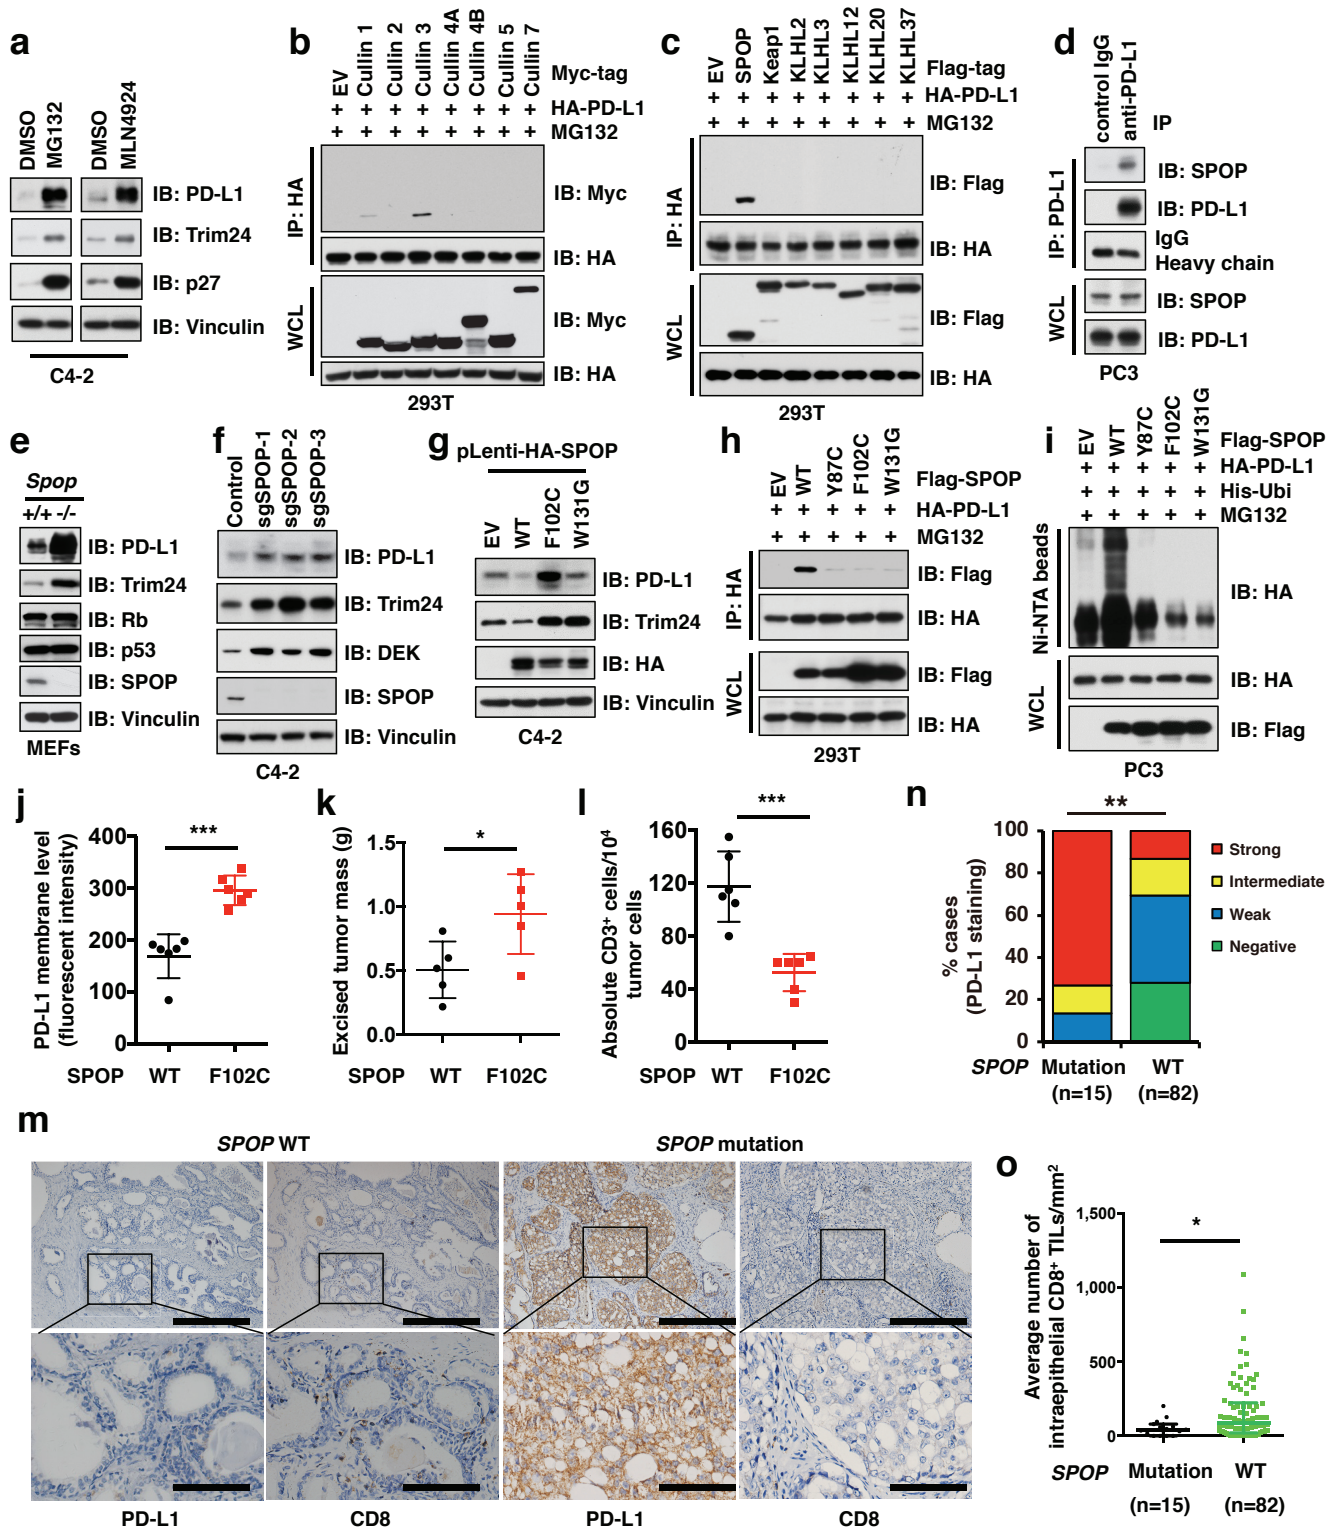 a
DMSO
MG132
DMSO
MLN4924
IB: PD-L1
IB: Trim24
IB: p27
IB: Vinculin
C4-2
b
EV
Cullin 1
Cullin 2
Cullin 3
Cullin 4A
Cullin 4B
Cullin 5
Cullin 7
Myc-tag
+ + + + + + + + HA-PD-L1
+ + + + + + + + MG132
IP: HA
IB: Myc
IB: HA
WCL
IB: Myc
IB: HA
293T
c
EV
SPOP
Keap1
KLHL2
KLHL3
KLHL12
KLHL20
KLHL37
Flag-tag
+ + + + + + + + HA-PD-L1
+ + + + + + + + MG132
IP: HA
IB: Flag
IB: HA
WCL
IB: Flag
IB: HA
293T
d
control IgG
anti-PD-L1
IP
IP: PD-L1
IB: SPOP
IB: PD-L1
IgG
Heavy chain
WCL
IB: SPOP
IB: PD-L1
PC3
e
Spop
+/+ -/-
IB: PD-L1
IB: Trim24
IB: Rb
IB: p53
IB: SPOP
IB: Vinculin
MEFs
f
Control
sgSPOP-1
sgSPOP-2
sgSPOP-3
IB: PD-L1
IB: Trim24
IB: DEK
IB: SPOP
IB: Vinculin
C4-2
g
pLenti-HA-SPOP
EV
WT
F102C
W131G
IB: PD-L1
IB: Trim24
IB: HA
IB: Vinculin
C4-2
h
EV
WT
Y87C
F102C
W131G
Flag-SPOP
+ + + + + HA-PD-L1
+ + + + + MG132
IP: HA
IB: Flag
IB: HA
WCL
IB: Flag
IB: HA
293T
i
EV
WT
Y87C
F102C
W131G
Flag-SPOP
+ + + + + HA-PD-L1
+ + + + + His-Ubi
+ + + + + MG132
Ni-NTA beads
IB: HA
WCL
IB: HA
IB: Flag
PC3
j
PD-L1 membrane level
(fluorescent intensity)
400
300
200
100
0
***
SPOP WT F102C
k
Excised tumor mass (g)
1.5
1.0
0.5
0.0
*
SPOP WT F102C
l
Absolute CD3⁺ cells/10⁴
tumor cells
160
120
80
40
0
***
SPOP WT F102C
n
% cases
(PD-L1 staining)
100
80
60
40
20
0
**
Strong
Intermediate
Weak
Negative
SPOP Mutation WT
(n=15) (n=82)
m
SPOP WT
SPOP mutation
PD-L1 CD8 PD-L1 CD8
o
Average number of
intraepithelial CD8⁺ TILs/mm²
1,500
1,000
500
0
*
SPOP Mutation WT
(n=15) (n=82)